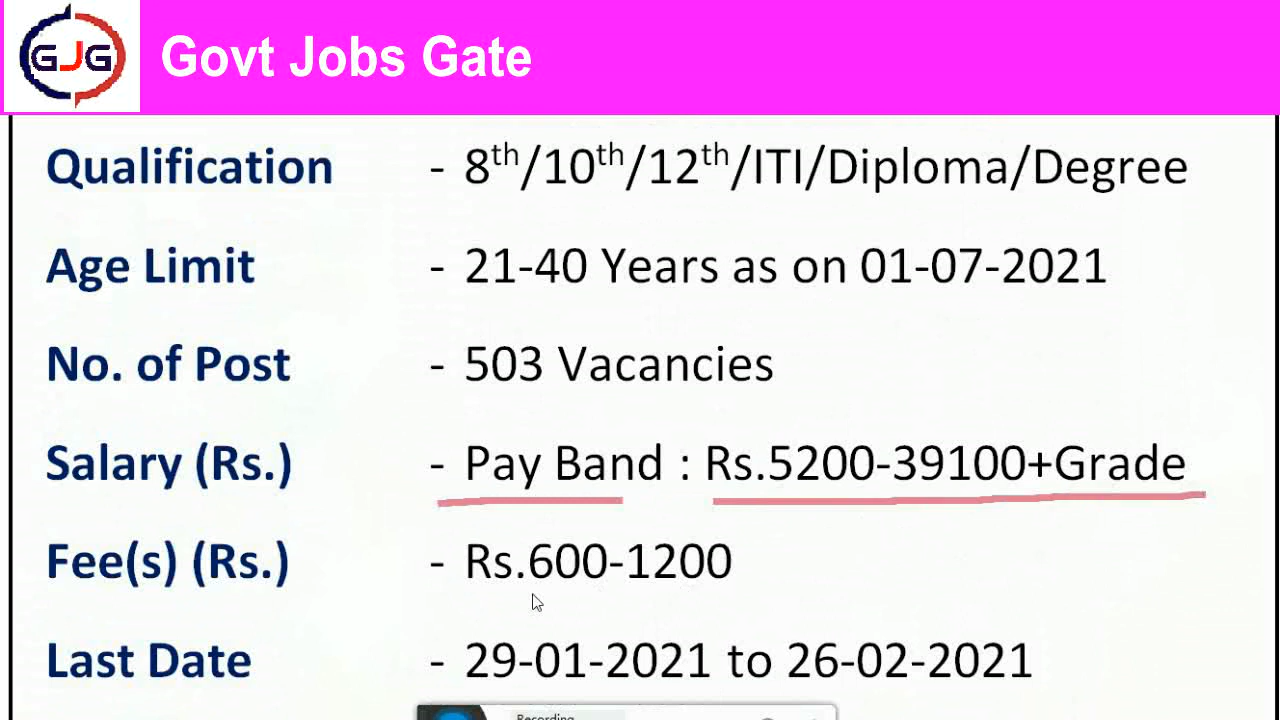 GJG Govt Jobs Gate
Qualification - 8th/10th/12th/ITI/Diploma/Degree
Age Limit - 21-40 Years as on 01-07-2021
No. of Post - 503 Vacancies
Salary (Rs.) - Pay Band : Rs.5200-39100+Grade
Fee(s) (Rs.) - Rs.600-1200
Last Date - 29-01-2021 to 26-02-2021
Recording